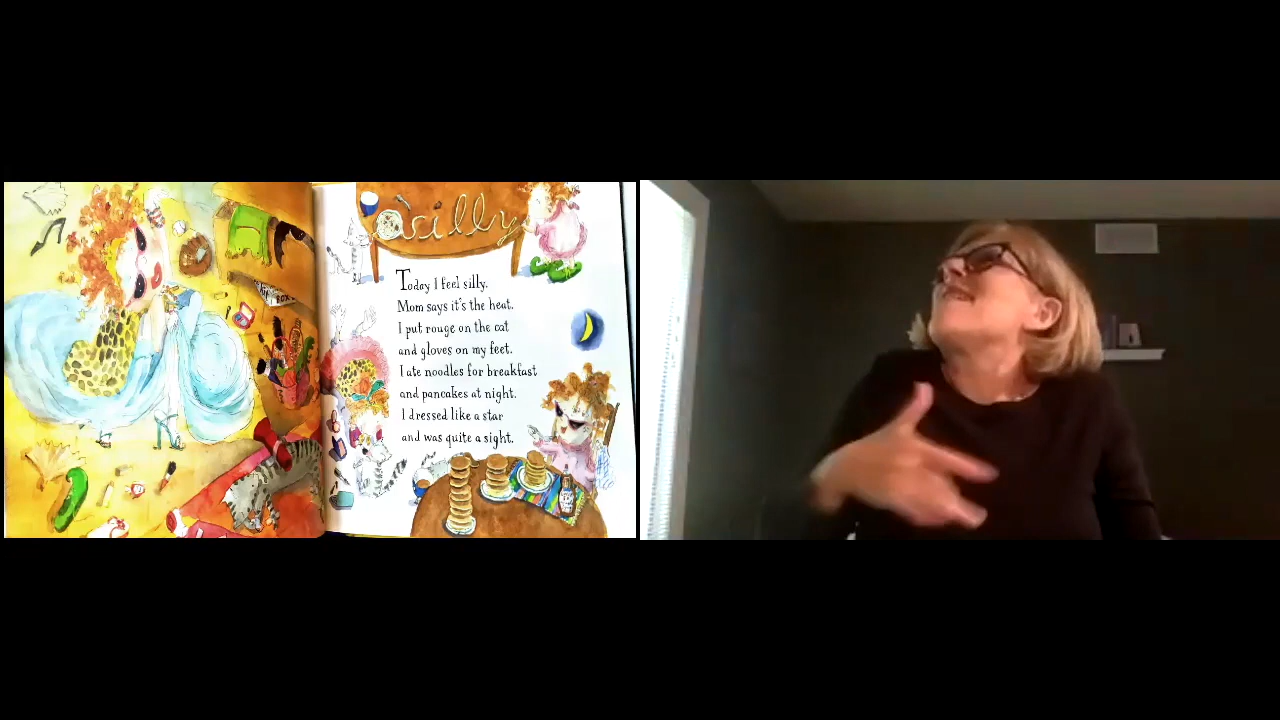 silly
Today I feel silly.
Mom says it's the heat.
I put rouge on the cat
and gloves on my feet.
I ate noodles for breakfast
and pancakes at night.
I dressed like a star
and was quite a sight.